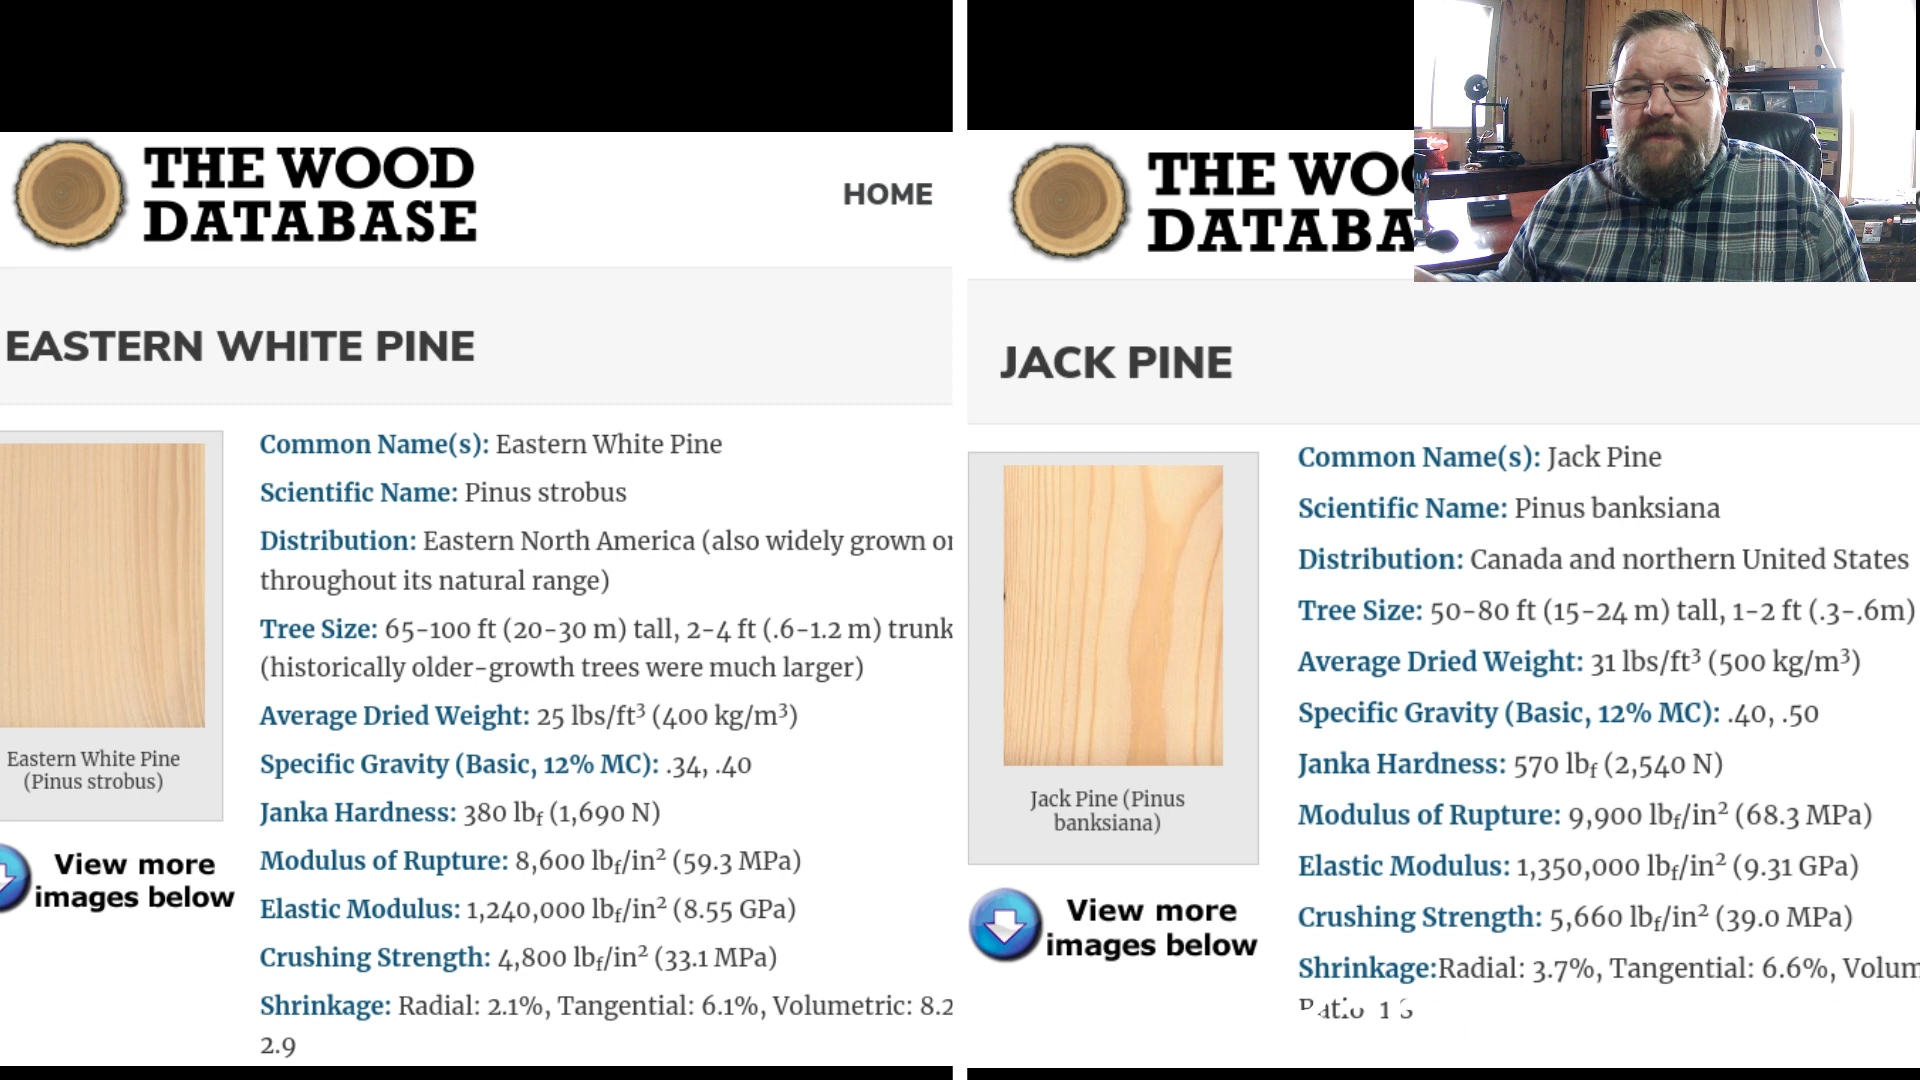 THE WOOD
DATABASE
HOME
EASTERN WHITE PINE
Eastern White Pine
(Pinus strobus)
View more
images below
Common Name(s): Eastern White Pine
Scientific Name: Pinus strobus
Distribution: Eastern North America (also widely grown
throughout its natural range)
Tree Size: 65-100 ft (20-30 m) tall, 2-4 ft (.6-1.2 m) trunk
(historically older-growth trees were much larger)
Average Dried Weight: 25 lbs/ft³ (400 kg/m³)
Specific Gravity (Basic, 12% MC): .34, .40
Janka Hardness: 380 lbf (1,690 N)
Modulus of Rupture: 8,600 lbf/in² (59.3 MPa)
Elastic Modulus: 1,240,000 lbf/in² (8.55 GPa)
Crushing Strength: 4,800 lbf/in² (33.1 MPa)
Shrinkage: Radial: 2.1%, Tangential: 6.1%, Volumetric: 8.2
2.9
THE WOO
DATABA
JACK PINE
Jack Pine (Pinus
banksiana)
View more
images below
Common Name(s): Jack Pine
Scientific Name: Pinus banksiana
Distribution: Canada and northern United States
Tree Size: 50-80 ft (15-24 m) tall, 1-2 ft (.3-.6m)
Average Dried Weight: 31 lbs/ft³ (500 kg/m³)
Specific Gravity (Basic, 12% MC): .40, .50
Janka Hardness: 570 lbf (2,540 N)
Modulus of Rupture: 9,900 lbf/in² (68.3 MPa)
Elastic Modulus: 1,350,000 lbf/in² (9.31 GPa)
Crushing Strength: 5,660 lbf/in² (39.0 MPa)
Shrinkage:Radial: 3.7%, Tangential: 6.6%, Volum